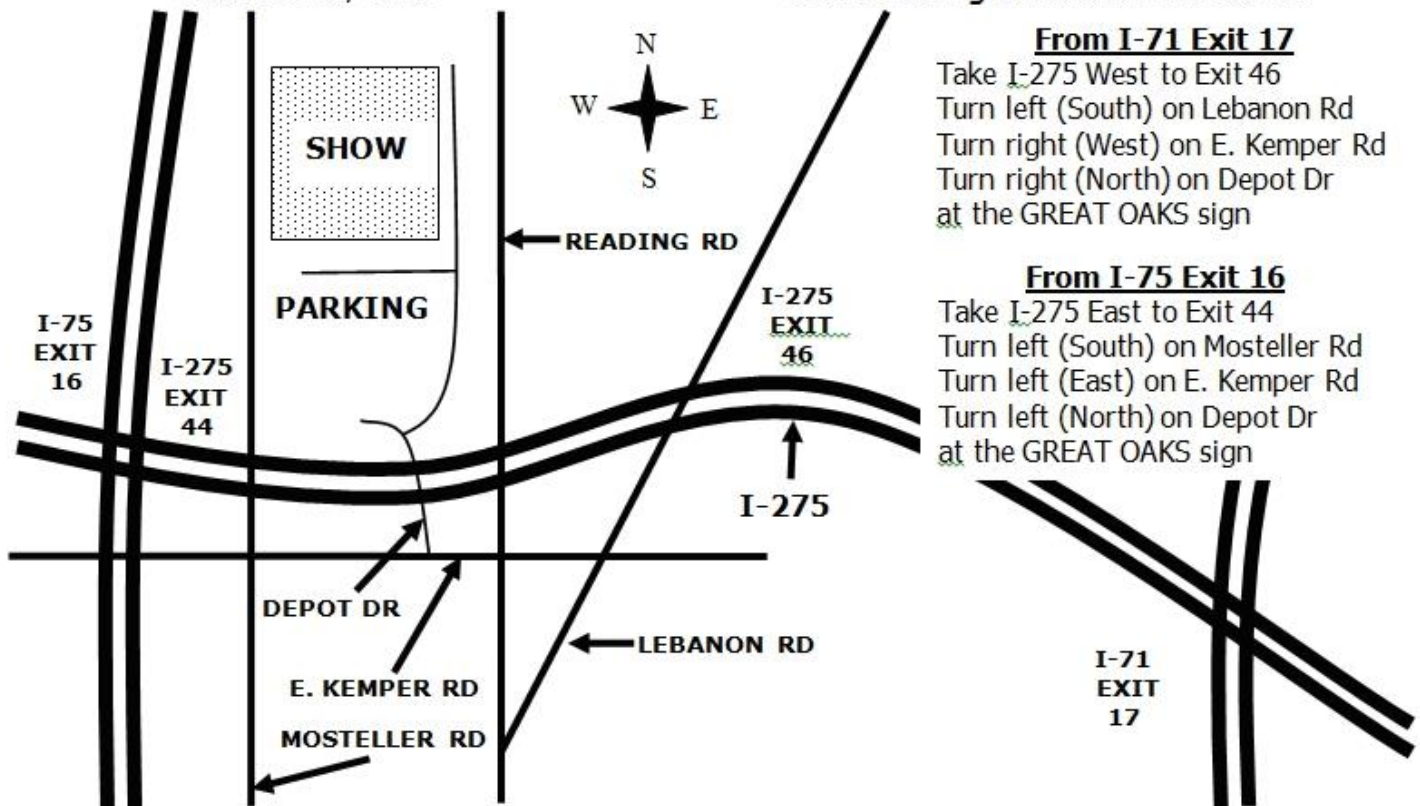 N
W E
S
SHOW
READING RD
PARKING
I-75
EXIT
16
I-275
EXIT
44
I-275
EXIT
46
I-275
DEPOT DR
E. KEMPER RD
MOSTELLER RD
LEBANON RD
I-71
EXIT
17
From I-71 Exit 17
Take I-275 West to Exit 46
Turn left (South) on Lebanon Rd
Turn right (West) on E. Kemper Rd
Turn right (North) on Depot Dr
at the GREAT OAKS sign
From I-75 Exit 16
Take I-275 East to Exit 44
Turn left (South) on Mosteller Rd
Turn left (East) on E. Kemper Rd
Turn left (North) on Depot Dr
at the GREAT OAKS sign